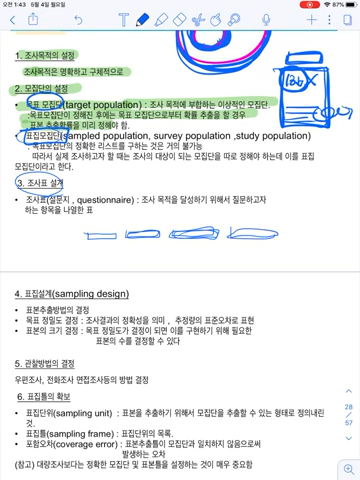 오전 1:43 5월 4일 월요일
1. 조사목적의 설정
조사목적은 명확하고 구체적으로
2. 모집단의 설정
- 목표 모집단(target population) : 조사 목적에 부합하는 이상적인 모집단.
:목표모집단이 정해진 후에는 목표 모집단으로부터 확률 추출을 할 경우
표본 추출확률을 미리 정해야 함.
- 표집모집단(sampled population, survey population ,study population)
: 목표모집단의 정확한 리스트를 구하는 것은 거의 불가능
따라서 실제 조사하고자 할 때는 조사의 대상이 되는 모집단을 따로 정해야 하는데 이를 표집
모집단이라고 한다.
3. 조사표 설계
• 조사표(설문지 , questionnaire) : 조사 목적을 달성하기 위해서 질문하고자
하는 항목을 나열한 표
4. 표집설계(sampling design)
• 표본추출방법의 결정
• 목표 정밀도 결정 : 조사결과의 정확성을 의미 , 추정량의 표준오차로 표현
• 표본의 크기 결정 : 목표 정밀도가 결정이 되면 이를 구현하기 위해 필요한
표본의 수를 결정할 수 있다
5. 관찰방법의 결정
우편조사, 전화조사 면접조사등의 방법 결정
6. 표집틀의 확보
• 표집단위(sampling unit) : 표본을 추출하기 위해서 모집단을 추출할 수 있는 형태로 정의내린
것.
• 표집틀(sampling frame) : 표집단위의 목록.
• 포함오차(coverage error) : 표본추출틀이 모집단과 일치하지 않음으로써
발생하는 오차
(참고) 대량조사보다는 정확한 모집단 및 표본틀을 설정하는 것이 매우 중요함
28
/
57